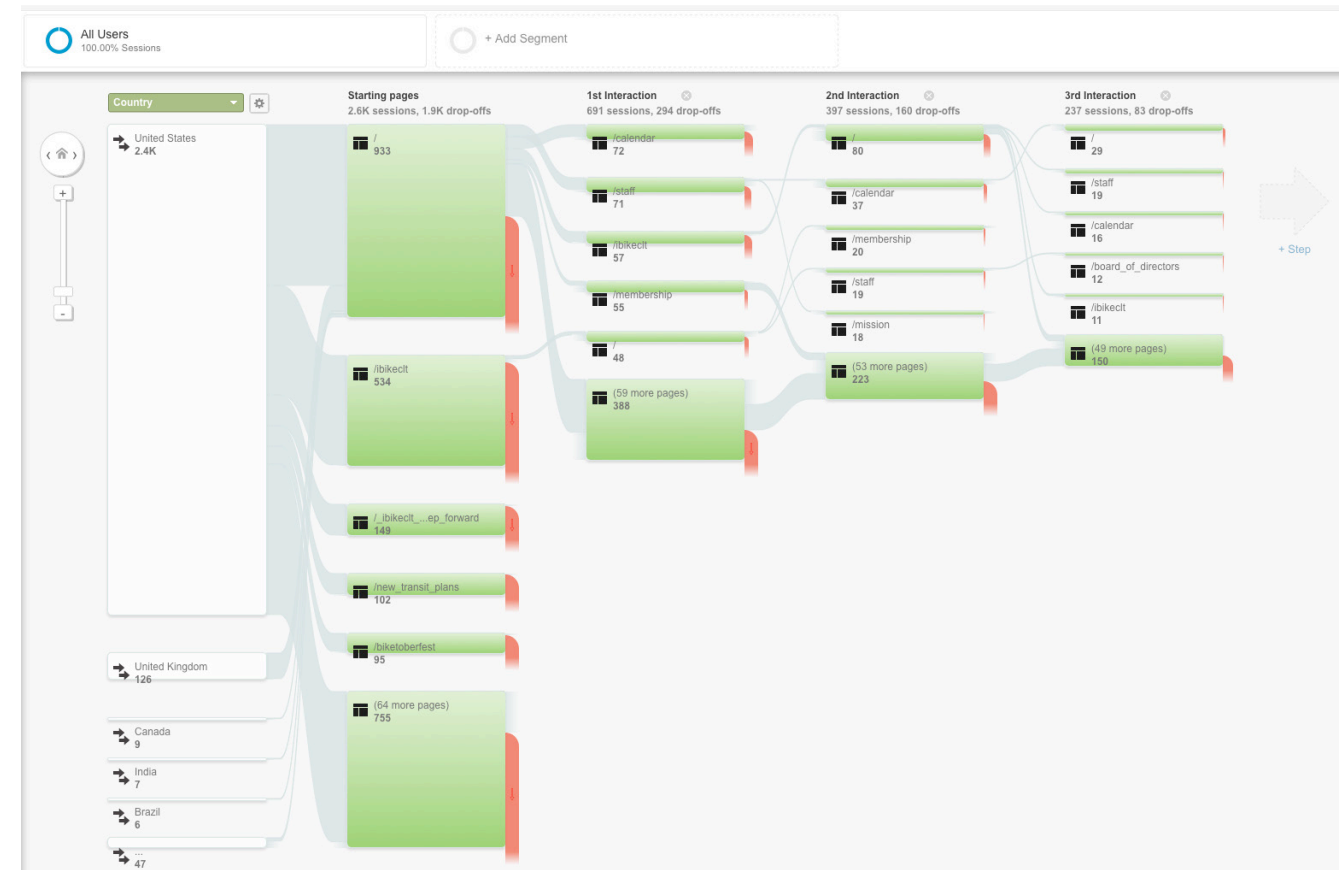 All Users
100.00% Sessions
+ Add Segment
Country
Starting pages
2.6K sessions, 1.9K drop-offs
1st Interaction
691 sessions, 294 drop-offs
2nd Interaction
397 sessions, 160 drop-offs
3rd Interaction
237 sessions, 83 drop-offs
United States
2.4K
United Kingdom
126
Canada
9
India
7
Brazil
6
...
47
/
933
/ibikeclt
534
/_ibikeclt_...ep_forward
149
/new_transit_plans
102
/biketoberfest
95
(64 more pages)
755
/calendar
72
/staff
71
/ibikeclt
57
/membership
55
/
48
(59 more pages)
388
/
80
/calendar
37
/membership
20
/staff
19
/mission
18
(53 more pages)
223
/
29
/staff
19
/calendar
16
/board_of_directors
12
/ibikeclt
11
(49 more pages)
150
+ Step
+
-